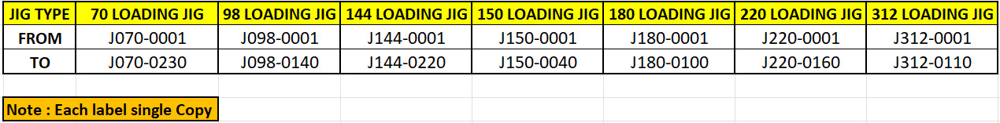 JIG TYPE 70 LOADING JIG 98 LOADING JIG 144 LOADING JIG 150 LOADING JIG 180 LOADING JIG 220 LOADING JIG 312 LOADING JIG
FROM J070-0001 J098-0001 J144-0001 J150-0001 J180-0001 J220-0001 J312-0001
TO J070-0230 J098-0140 J144-0220 J150-0040 J180-0100 J220-0160 J312-0110
Note : Each label single Copy